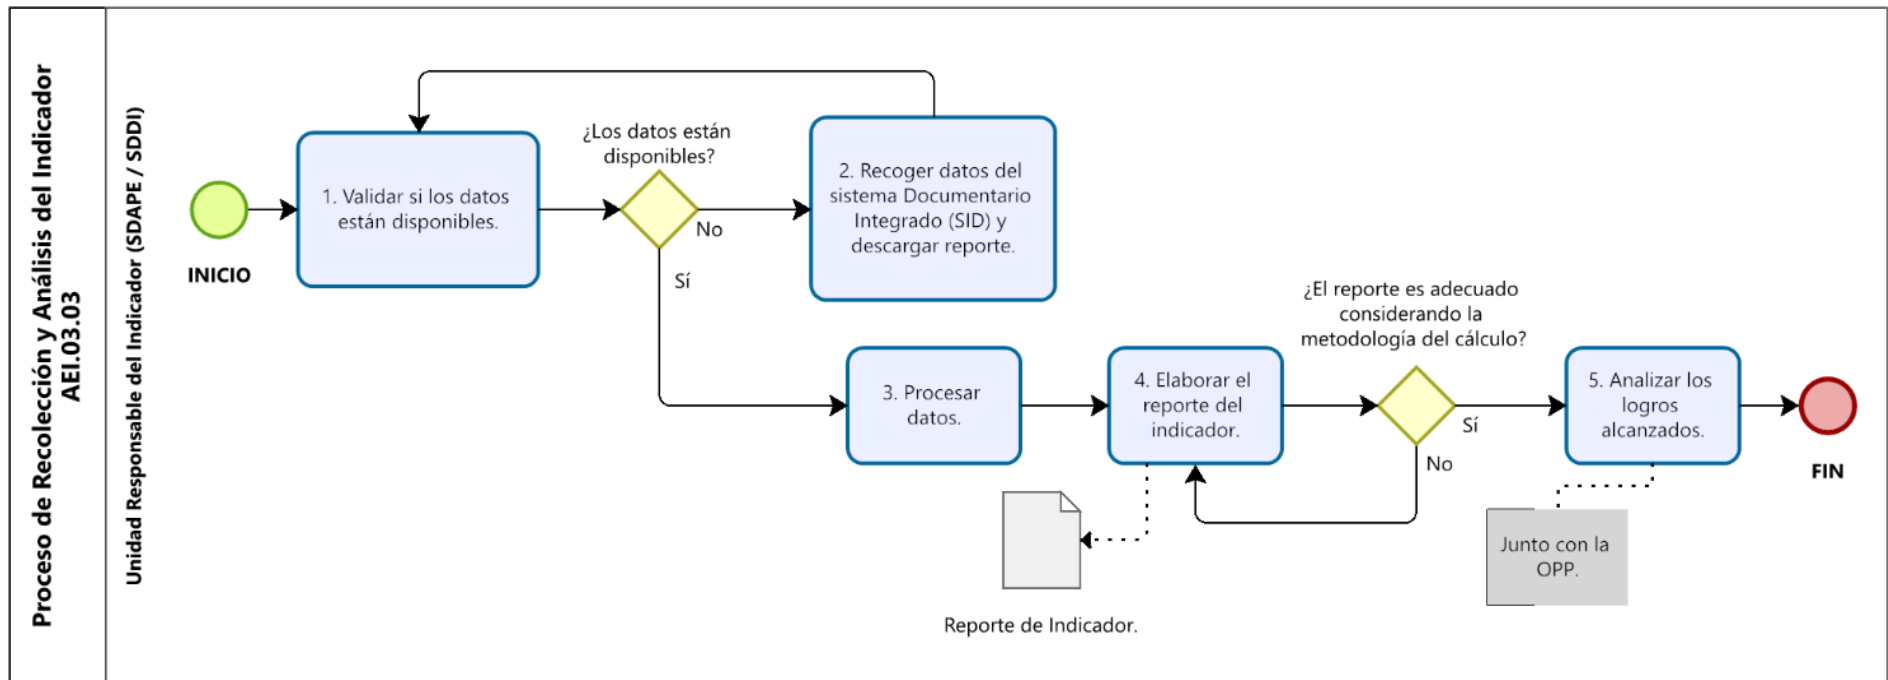 Proceso de Recolección y Análisis del Indicador
AEI.03.03
Unidad Responsable del Indicador (SDAPE / SDDI)
INICIO
1. Validar si los datos
están disponibles.
¿Los datos están
disponibles?
No
Sí
2. Recoger datos del
sistema Documentario
Integrado (SID) y
descargar reporte.
3. Procesar
datos.
4. Elaborar el
reporte del
indicador.
Reporte de Indicador.
¿El reporte es adecuado
considerando la
metodología del cálculo?
Sí
No
5. Analizar los
logros
alcanzados.
Junto con la
OPP.
FIN